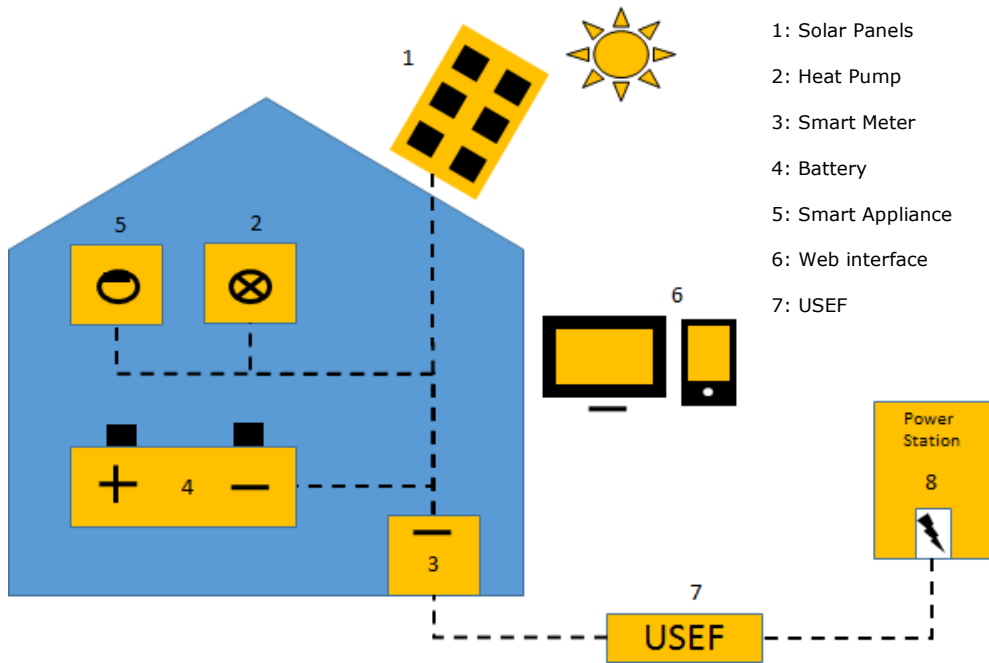 1
1: Solar Panels
2: Heat Pump
3: Smart Meter
4: Battery
5: Smart Appliance
6: Web interface
7: USEF
5
2
6
4
3
Power
Station
8
7
USEF